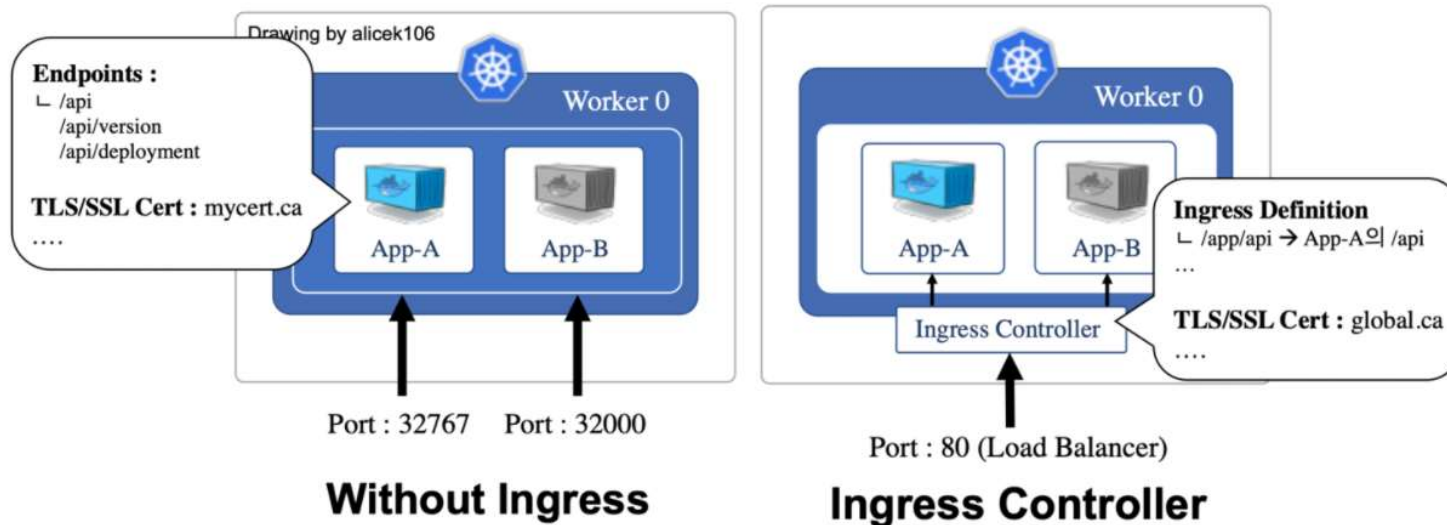 Drawing by alicek106
Endpoints :
ㄴ /api
/api/version
/api/deployment
TLS/SSL Cert : mycert.ca
....
Worker 0
App-A
App-B
Port : 32767
Port : 32000
Without Ingress
Worker 0
App-A
App-B
Ingress Definition
ㄴ /app/api → App-A의 /api
...
TLS/SSL Cert : global.ca
....
Ingress Controller
Port : 80 (Load Balancer)
Ingress Controller